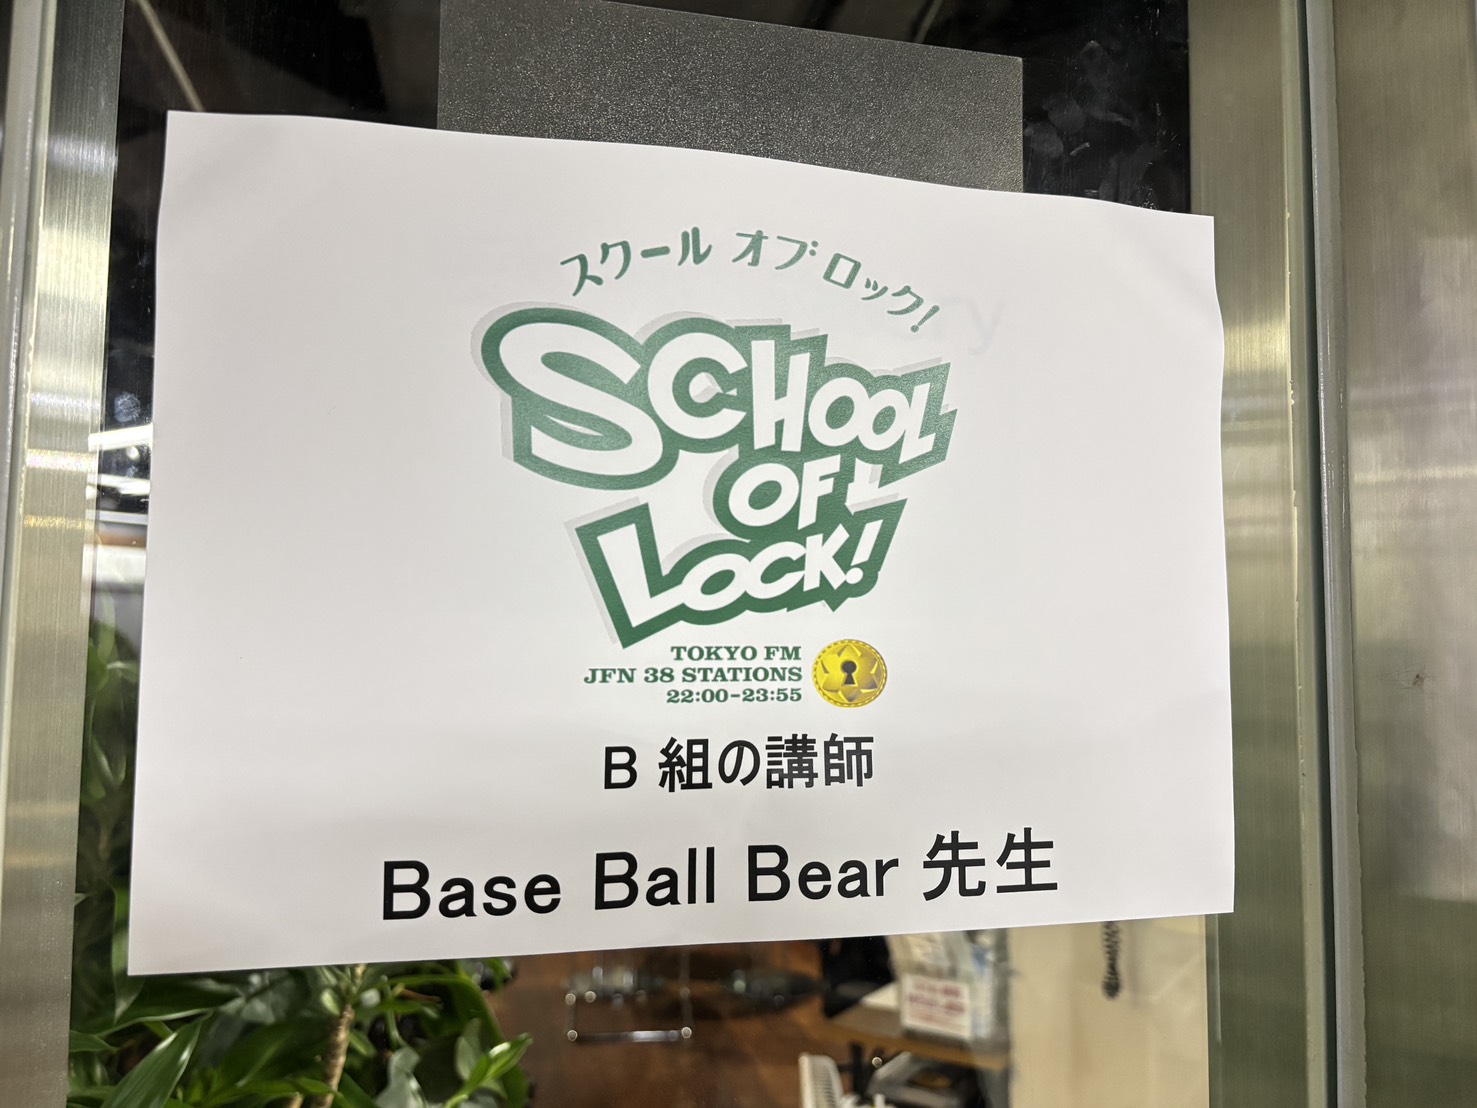 スクール オブ ロック!
SCHOOL
OF
LOCK!
TOKYO FM
JFN 38 STATIONS
22:00-23:55
B 組の講師
Base Ball Bear 先生